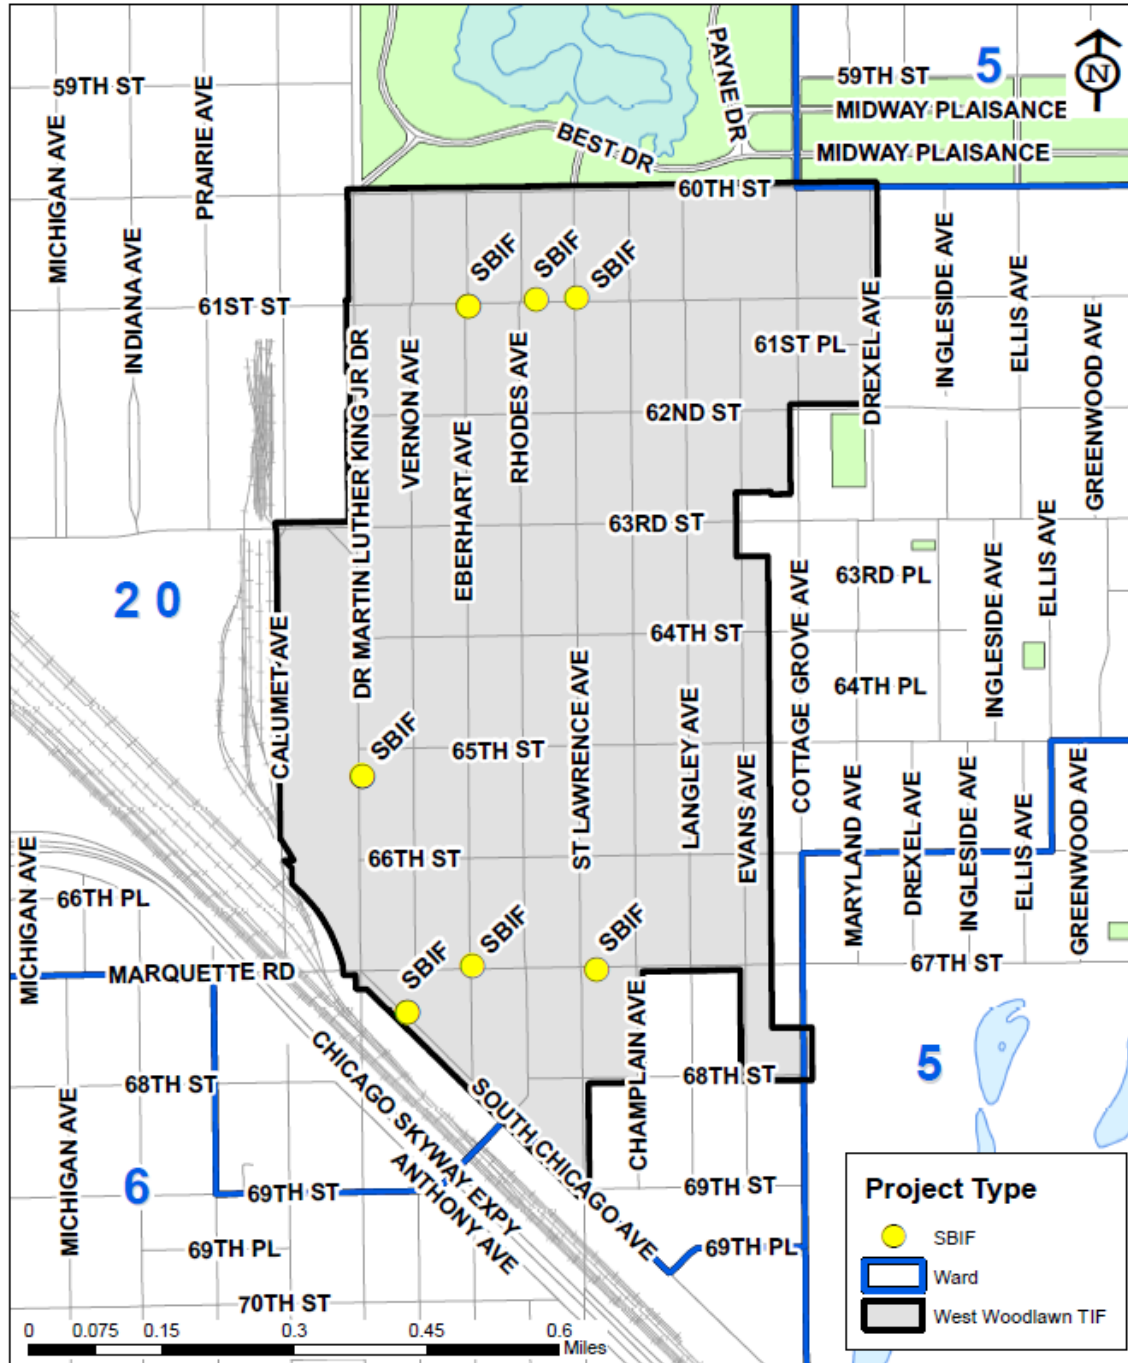 59TH ST
5
N
59TH ST
MIDWAY PLAISANCE
MIDWAY PLAISANCE
PAYNE DR
BEST DR
MICHIGAN AVE
PRAIRIE AVE
INDIANA AVE
60TH ST
SBIF
SBIF
SBIF
61ST ST
61ST PL
DREXEL AVE
INGLESIDE AVE
ELLIS AVE
GREENWOOD AVE
DR MARTIN LUTHER KING JR DR
VERNON AVE
EBERHART AVE
RHODES AVE
62ND ST
63RD ST
20
63RD PL
INGLESIDE AVE
ELLIS AVE
64TH ST
64TH PL
CALUMET AVE
COTTAGE GROVE AVE
ST LAWRENCE AVE
LANGLEY AVE
EVANS AVE
SBIF
65TH ST
66TH ST
MARYLAND AVE
DREXEL AVE
INGLESIDE AVE
ELLIS AVE
GREENWOOD AVE
MICHIGAN AVE
66TH PL
MARQUETTE RD
SBIF
SBIF
SBIF
67TH ST
CHAMPLAIN AVE
68TH ST
68TH ST
5
MICHIGAN AVE
6
CHICAGO SKYWAY EXPY
ANTHONY AVE
SOUTH CHICAGO AVE
69TH ST
69TH ST
69TH PL
69TH PL
70TH ST
0 0.075 0.15 0.3 0.45 0.6
Miles
Project Type
SBIF
Ward
West Woodlawn TIF